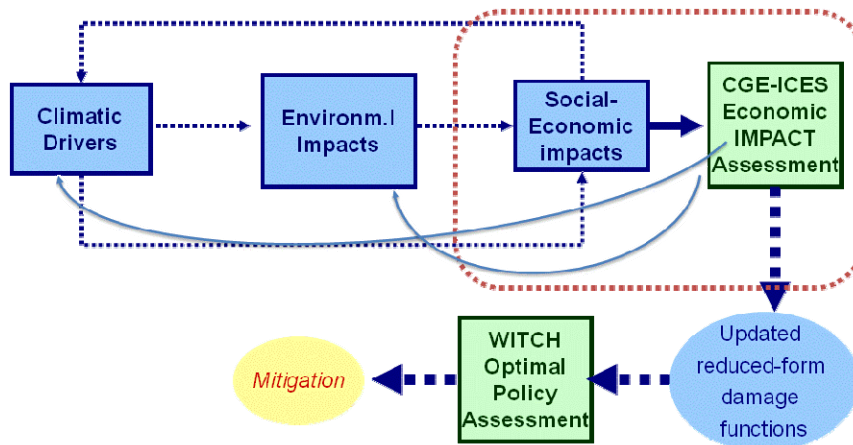 Climatic
Drivers
Environm.l
Impacts
Social-
Economic
impacts
CGE-ICES
Economic
IMPACT
Assessment
Mitigation
WITCH
Optimal
Policy
Assessment
Updated
reduced-form
damage
functions